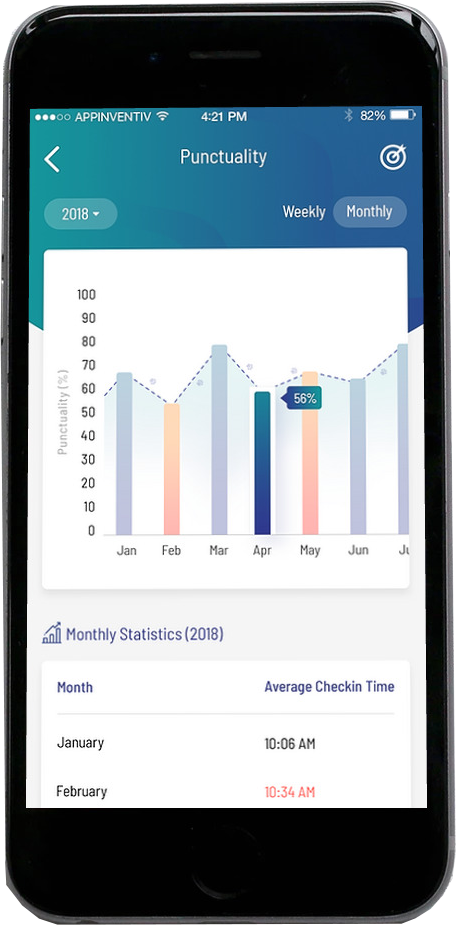 APPINVENTIV 4:21 PM 82%
Punctuality
2018 Weekly Monthly
100
90
80
70
60
50
40
30
20
10
0
Punctuality (%)
56%
Jan Feb Mar Apr May Jun Ju
Monthly Statistics (2018)
Month Average Checkin Time
January 10:06 AM
February 10:34 AM